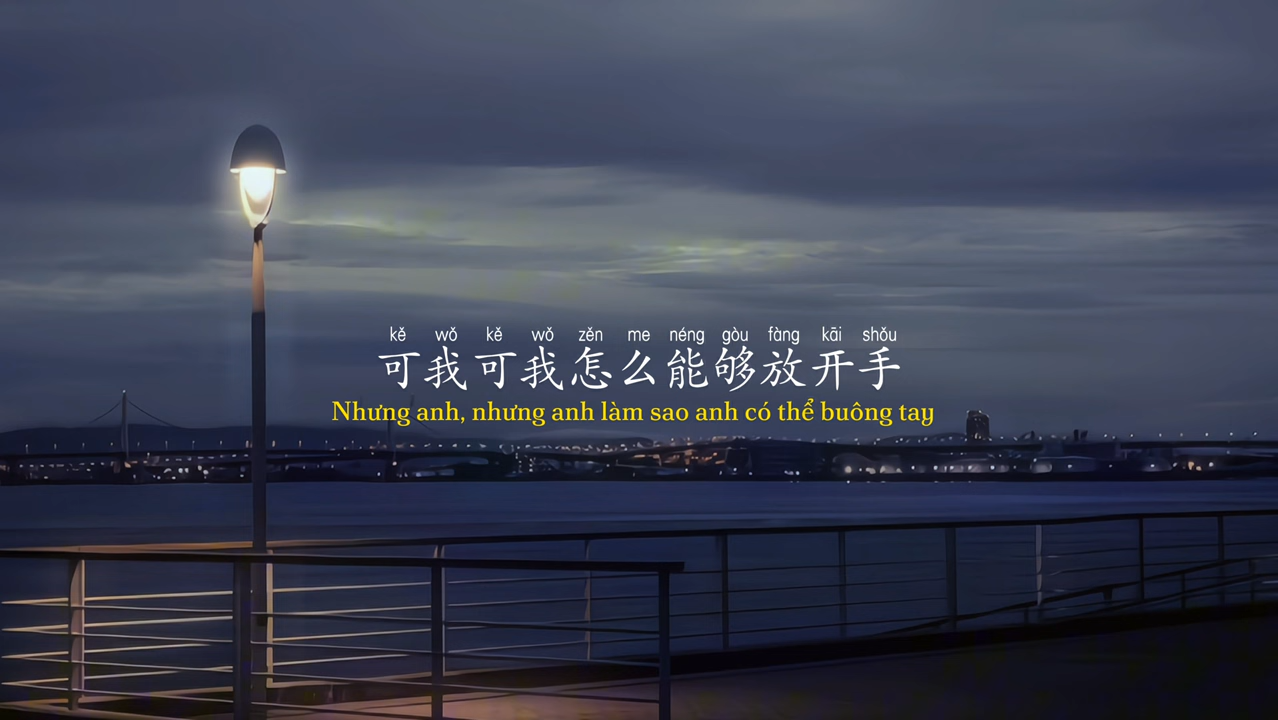 kě wǒ kě wǒ zěn me néng gòu fàng kāi shǒu
可我可我怎么能够放开手
Nhưng anh, nhưng anh làm sao anh có thể buông tay